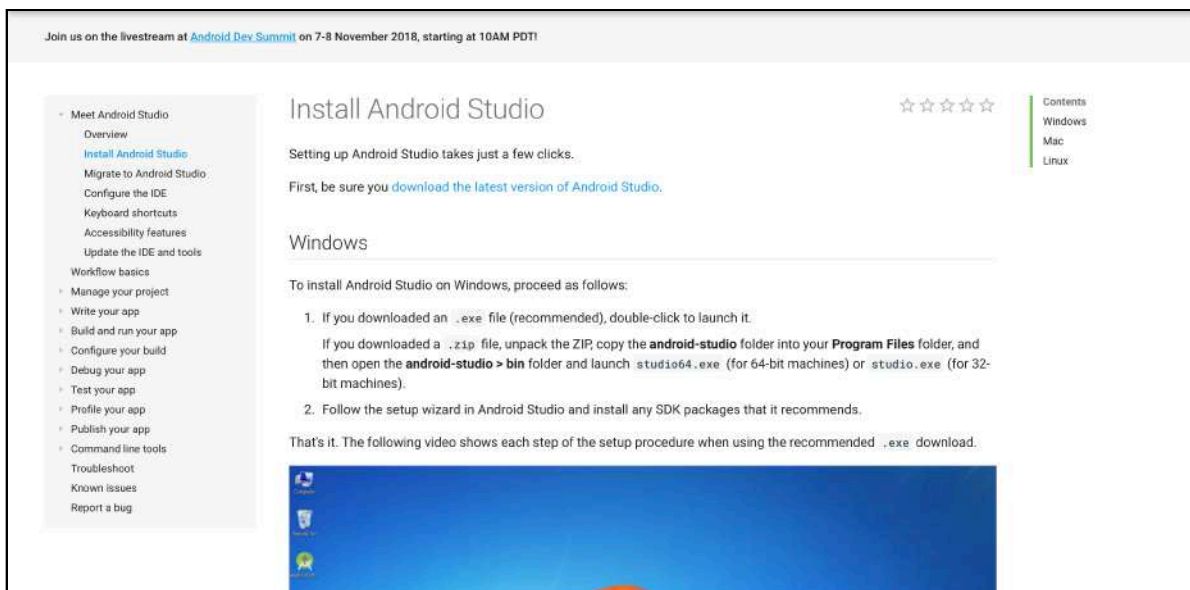 Join us on the livestream at Android Dev Summit on 7-8 November 2018, starting at 10AM PDT!
Meet Android Studio
Overview
Install Android Studio
Migrate to Android Studio
Configure the IDE
Keyboard shortcuts
Accessibility features
Update the IDE and tools
Workflow basics
Manage your project
Write your app
Build and run your app
Configure your build
Debug your app
Test your app
Profile your app
Publish your app
Command line tools
Troubleshoot
Known issues
Report a bug
Install Android Studio
Setting up Android Studio takes just a few clicks.
First, be sure you download the latest version of Android Studio.
Windows
To install Android Studio on Windows, proceed as follows:
1. If you downloaded an .exe file (recommended), double-click to launch it.
If you downloaded a .zip file, unpack the ZIP, copy the android-studio folder into your Program Files folder, and
then open the android-studio > bin folder and launch studio64.exe (for 64-bit machines) or studio.exe (for 32-
bit machines).
2. Follow the setup wizard in Android Studio and install any SDK packages that it recommends.
That's it. The following video shows each step of the setup procedure when using the recommended .exe download.
Contents
Windows
Mac
Linux